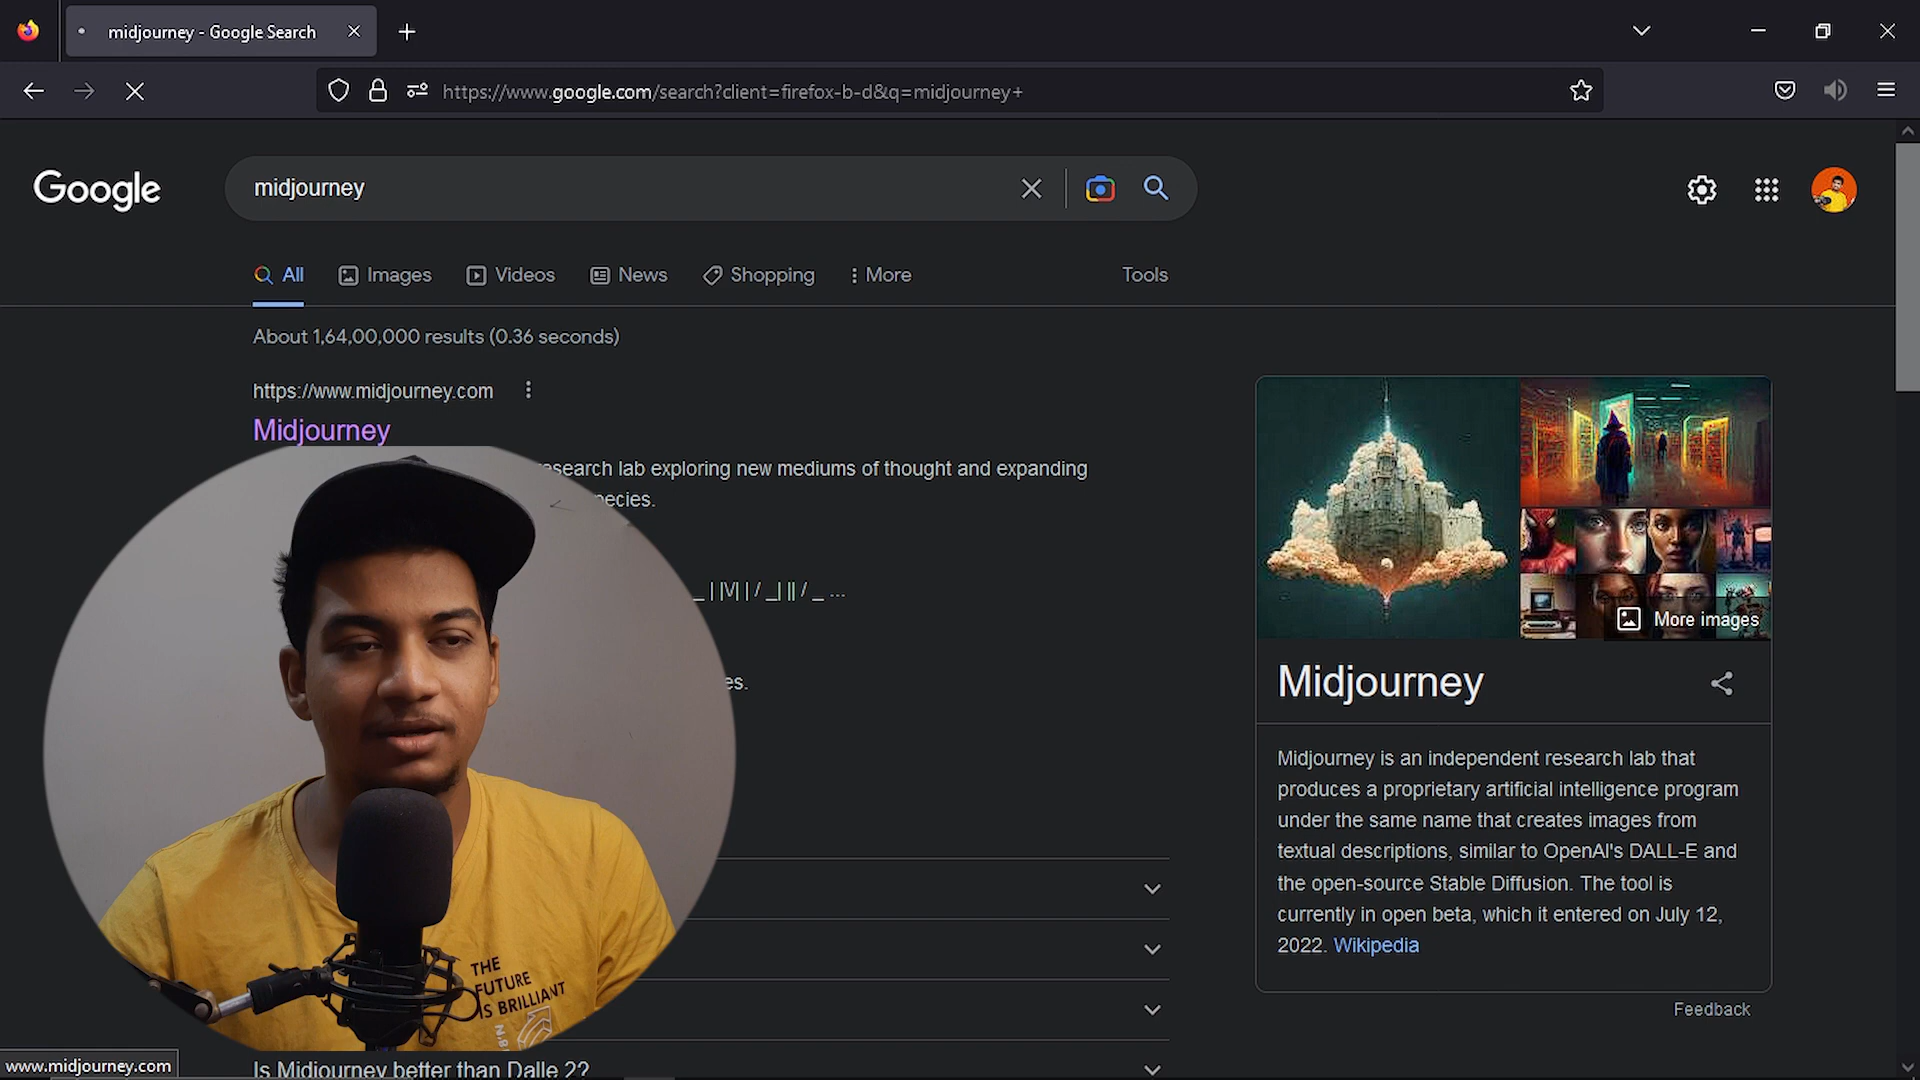 midjourney - Google Search
https://www.google.com/search?client=firefox-b-d&q=midjourney+
Google
midjourney
All
Images
Videos
News
Shopping
More
Tools
About 1,64,00,000 results (0.36 seconds)
https://www.midjourney.com
Midjourney
esearch lab exploring new mediums of thought and expanding
pecies.
_ | |V| | / _| || / _ ...
es.
More images
Midjourney
Midjourney is an independent research lab that
produces a proprietary artificial intelligence program
under the same name that creates images from
textual descriptions, similar to OpenAI's DALL-E and
the open-source Stable Diffusion. The tool is
currently in open beta, which it entered on July 12,
2022. Wikipedia
Feedback
THE
FUTURE
IS BRILLIANT
www.midjourney.com
Is Midjourney better than Dalle 2?